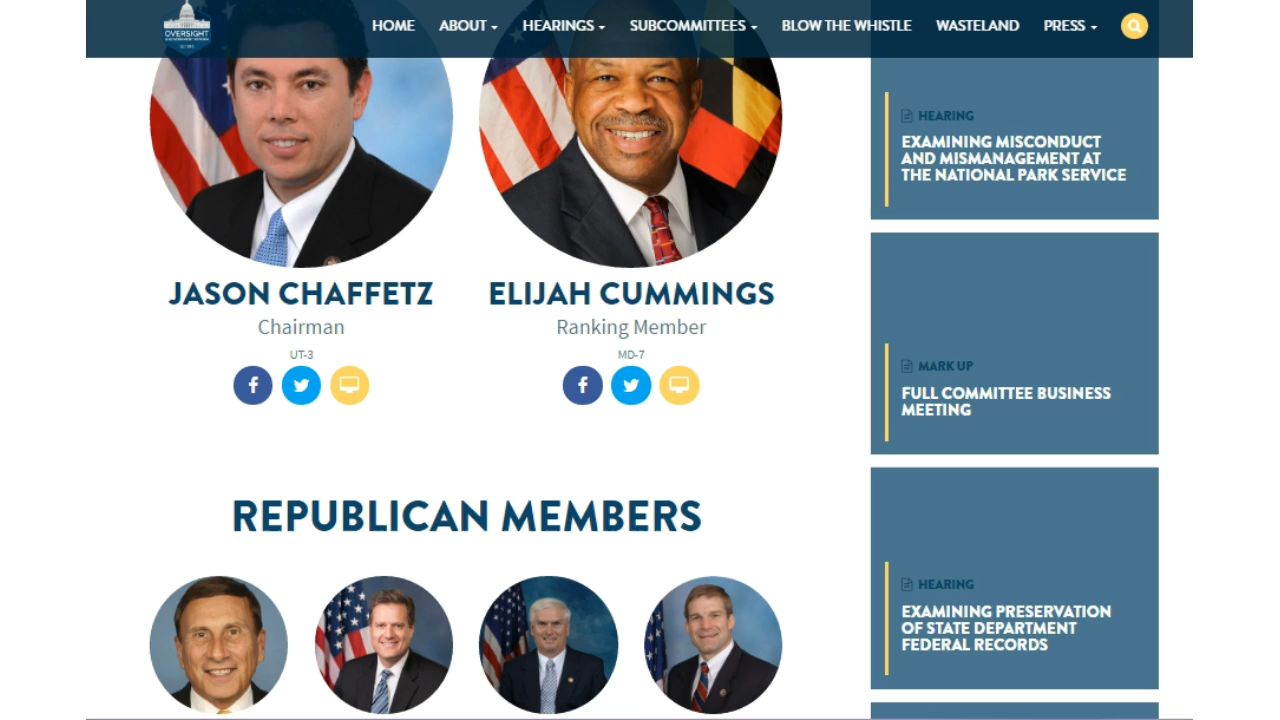 OVERSIGHT
HOME ABOUT HEARINGS SUBCOMMITTEES BLOW THE WHISTLE WASTELAND PRESS
JASON CHAFFETZ
Chairman
UT-3
ELIJAH CUMMINGS
Ranking Member
MD-7
REPUBLICAN MEMBERS
HEARING
EXAMINING MISCONDUCT
AND MISMANAGEMENT AT
THE NATIONAL PARK SERVICE
MARK UP
FULL COMMITTEE BUSINESS
MEETING
HEARING
EXAMINING PRESERVATION
OF STATE DEPARTMENT
FEDERAL RECORDS